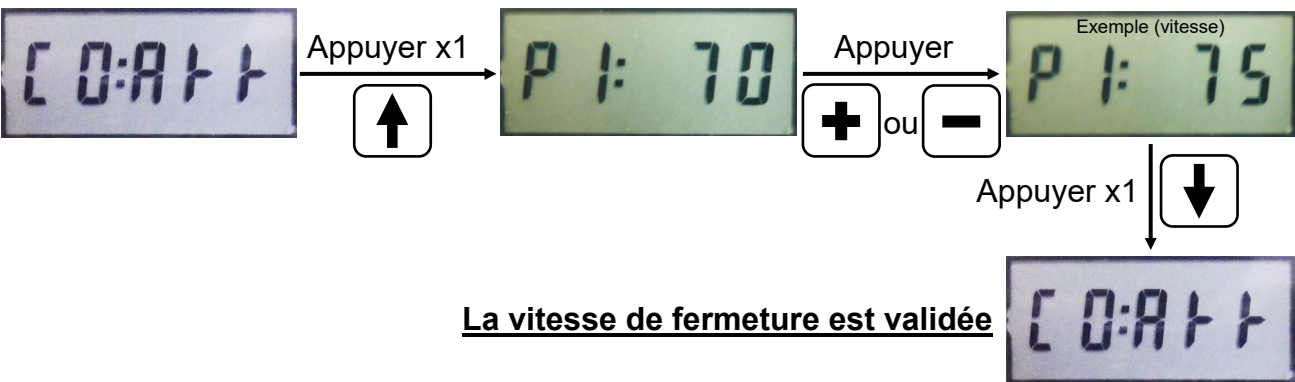 C0:Att
Appuyer x1
P1: 70
Appuyer
ou
Exemple (vitesse)
P1: 75
Appuyer x1
La vitesse de fermeture est validée
C0:Att